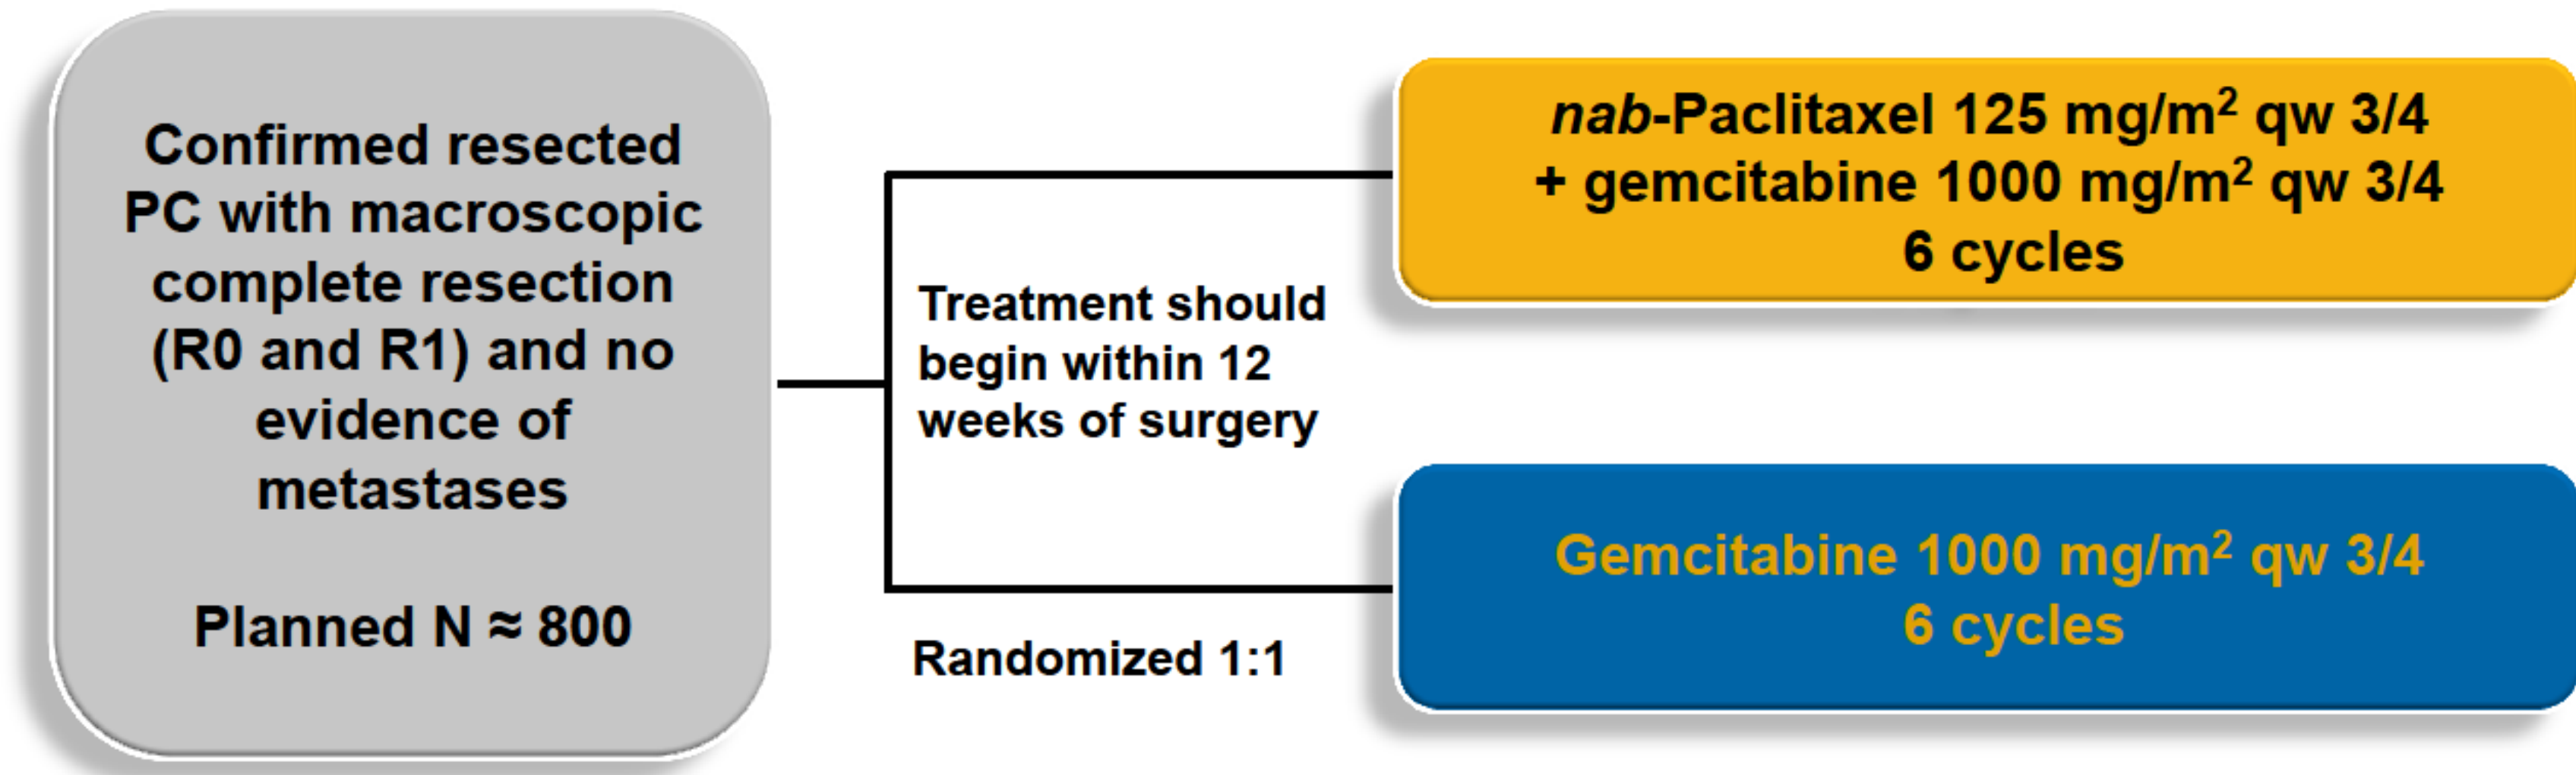 Confirmed resected
PC with macroscopic
complete resection
(R0 and R1) and no
evidence of
metastases
Planned N ≈ 800
Treatment should
begin within 12
weeks of surgery
Randomized 1:1
nab-Paclitaxel 125 mg/m² qw 3/4
+ gemcitabine 1000 mg/m² qw 3/4
6 cycles
Gemcitabine 1000 mg/m² qw 3/4
6 cycles